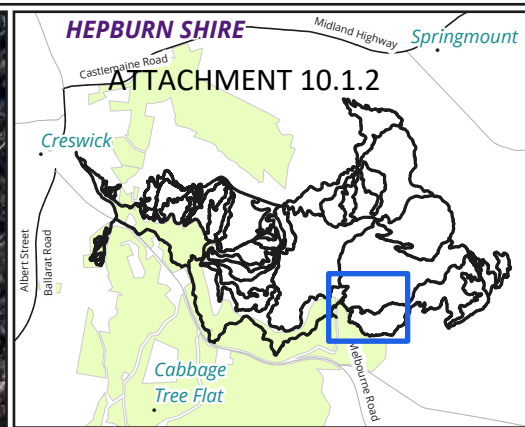 HEPBURN SHIRE
Midland Highway
Springmount
Castlemaine Road
ATTACHMENT 10.1.2
Creswick
Albert Street
Ballarat Road
Cabbage
Tree Flat
Melbourne Road